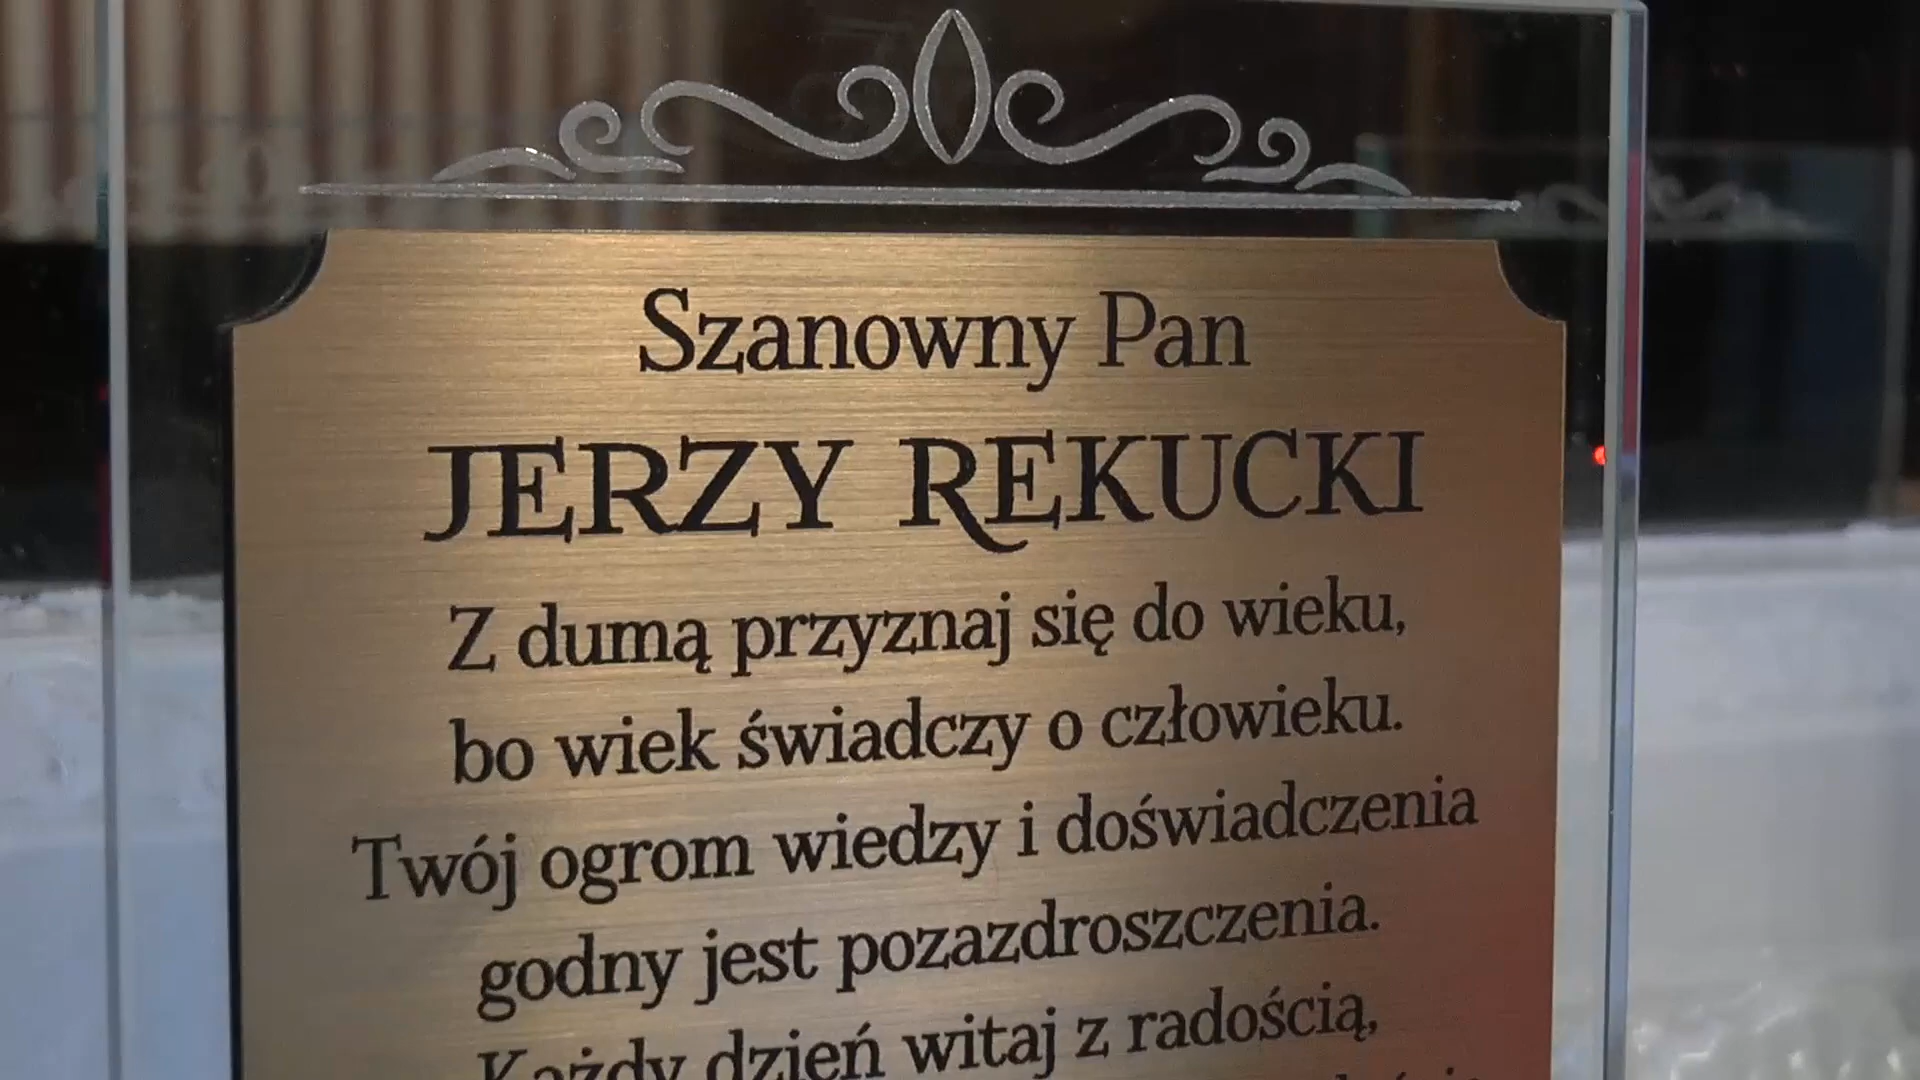 Szanowny Pan
JERZY REKUCKI
Z dumą przyznaj się do wieku,
bo wiek świadczy o człowieku.
Twój ogrom wiedzy i doświadczenia
godny jest pozazdroszczenia.
Każdy dzień witaj z radością,